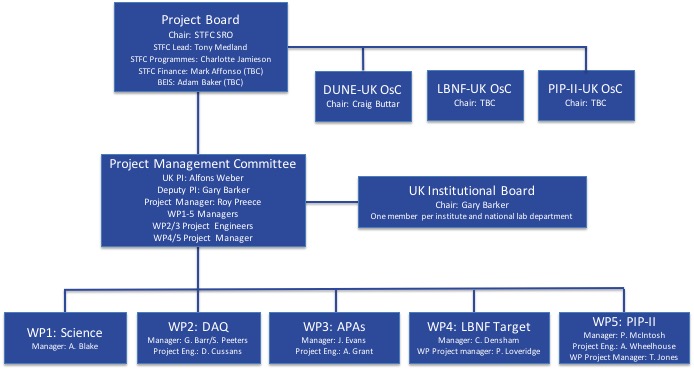 Project Board
Chair: STFC SRO
STFC Lead: Tony Medland
STFC Programmes: Charlotte Jamieson
STFC Finance: Mark Affonso (TBC)
BEIS: Adam Baker (TBC)
DUNE-UK OsC
Chair: Craig Buttar
LBNF-UK OsC
Chair: TBC
PIP-II-UK OsC
Chair: TBC
Project Management Committee
UK PI: Alfons Weber
Deputy PI: Gary Barker
Project Manager: Roy Preece
WP1-5 Managers
WP2/3 Project Engineers
WP4/5 Project Manager
UK Institutional Board
Chair: Gary Barker
One member per institute and national lab department
WP1: Science
Manager: A. Blake
WP2: DAQ
Manager: G. Barr/S. Peeters
Project Eng.: D. Cussans
WP3: APAs
Manager: J. Evans
Project Eng.: A. Grant
WP4: LBNF Target
Manager: C. Densham
WP Project manager: P. Loveridge
WP5: PIP-II
Manager: P. McIntosh
Project Eng.: A. Wheelhouse
WP Project Manager: T. Jones